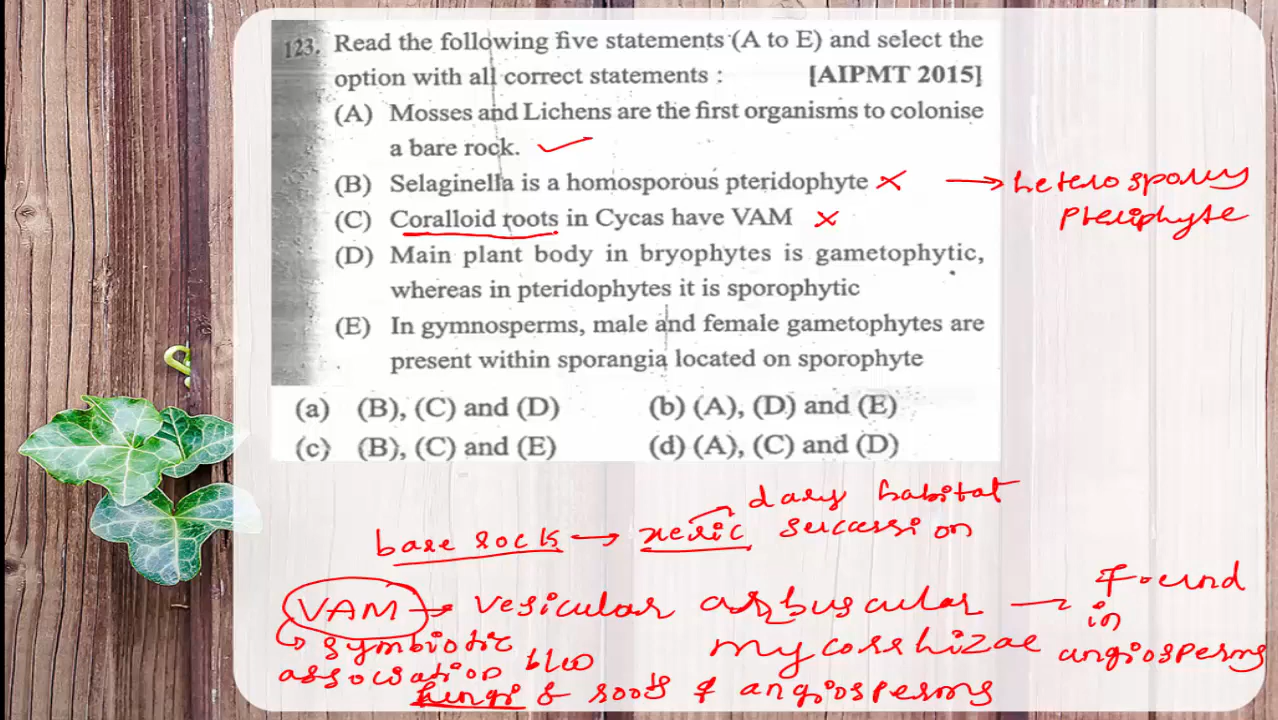 123. Read the following five statements (A to E) and select the
option with all correct statements : [AIPMT 2015]
(A) Mosses and Lichens are the first organisms to colonise
a bare rock.
(B) Selaginella is a homosporous pteridophyte → heterosporus
pteriphyte
(C) Coralloid roots in Cycas have VAM
(D) Main plant body in bryophytes is gametophytic,
whereas in pteridophytes it is sporophytic
(E) In gymnosperms, male and female gametophytes are
present within sporangia located on sporophyte
(a) (B), (C) and (D) (b) (A), (D) and (E)
(c) (B), (C) and (E) (d) (A), (C) and (D)
habitat
bare rock → xeric succession
VAM → vesicular arbuscular — Found
in
symbiotic mycorrhizae angiosperms
association b/w
fungi & roots of angiosperms